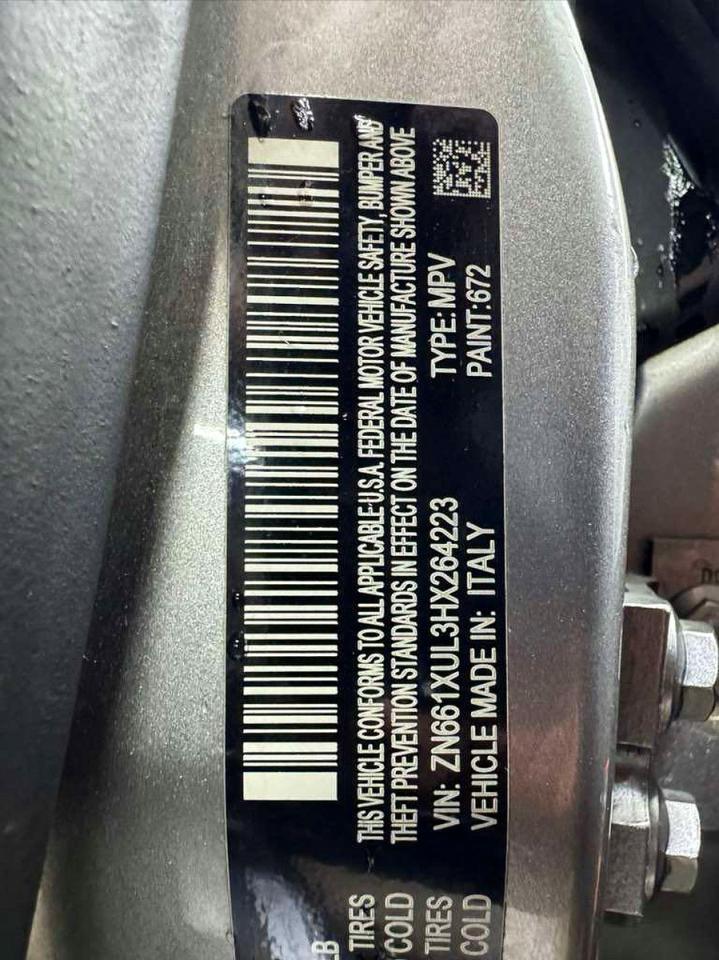 THIS VEHICLE CONFORMS TO ALL APPLICABLE U.S.A. FEDERAL MOTOR VEHICLE SAFETY, BUMPER AND
THEFT PREVENTION STANDARDS IN EFFECT ON THE DATE OF MANUFACTURE SHOWN ABOVE
VIN: ZN661XUL3HX264223 TYPE: MPV
VEHICLE MADE IN: ITALY PAINT:672
LB
TIRES
COLD
TIRES
COLD